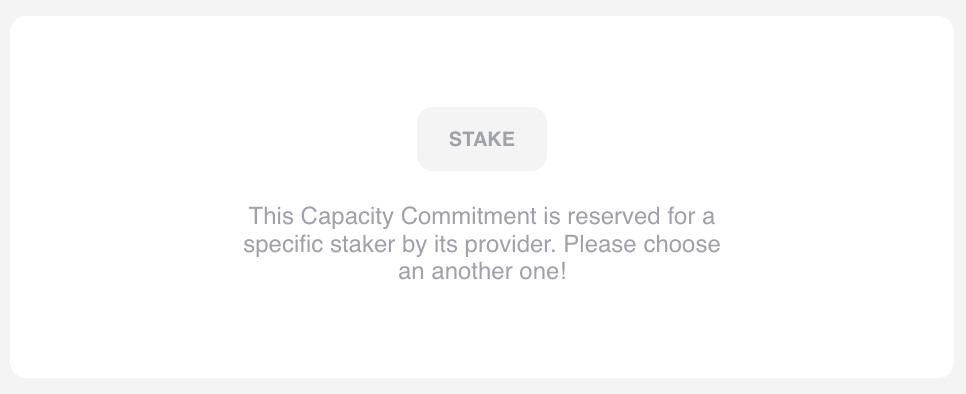 STAKE
This Capacity Commitment is reserved for a
specific staker by its provider. Please choose
an another one!